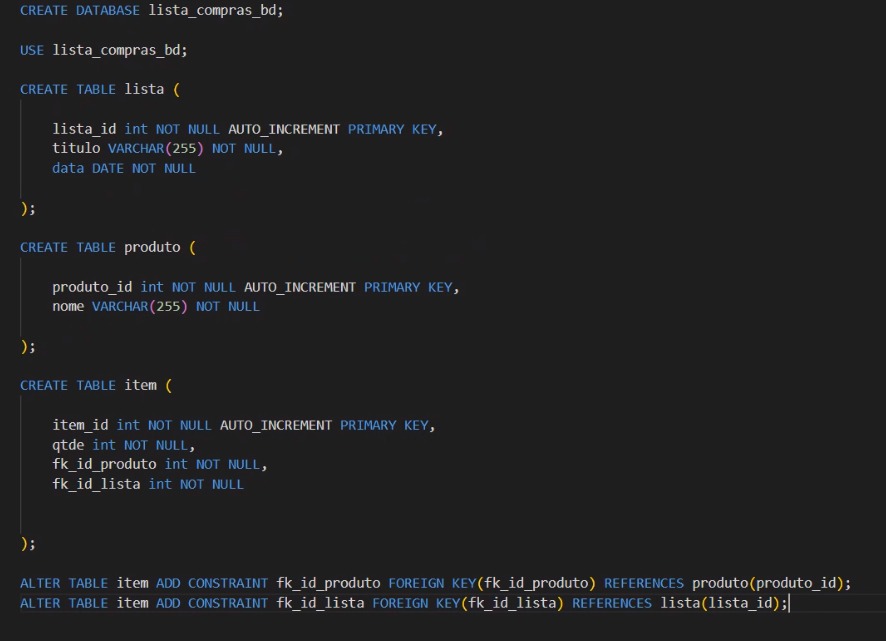 CREATE DATABASE lista_compras_bd;
USE lista_compras_bd;
CREATE TABLE lista (
lista_id int NOT NULL AUTO_INCREMENT PRIMARY KEY,
titulo VARCHAR(255) NOT NULL,
data DATE NOT NULL
);
CREATE TABLE produto (
produto_id int NOT NULL AUTO_INCREMENT PRIMARY KEY,
nome VARCHAR(255) NOT NULL
);
CREATE TABLE item (
item_id int NOT NULL AUTO_INCREMENT PRIMARY KEY,
qtde int NOT NULL,
fk_id_produto int NOT NULL,
fk_id_lista int NOT NULL
);
ALTER TABLE item ADD CONSTRAINT fk_id_produto FOREIGN KEY(fk_id_produto) REFERENCES produto(produto_id);
ALTER TABLE item ADD CONSTRAINT fk_id_lista FOREIGN KEY(fk_id_lista) REFERENCES lista(lista_id);